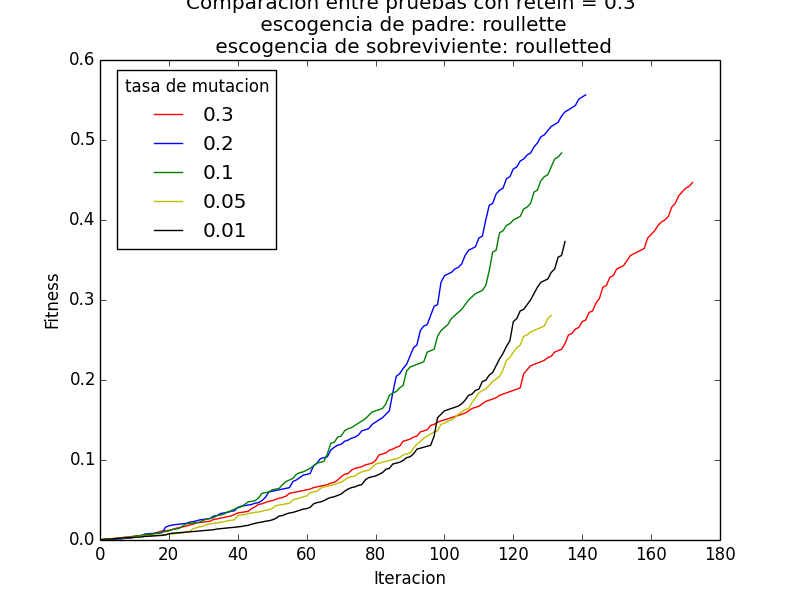 Comparacion entre pruebas con retein = 0.3
escogencia de padre: roullette
escogencia de sobreviviente: roulletted
tasa de mutacion
0.3
0.2
0.1
0.05
0.01
Fitness
0.6
0.5
0.4
0.3
0.2
0.1
0.0
0 20 40 60 80 100 120 140 160 180
Iteracion